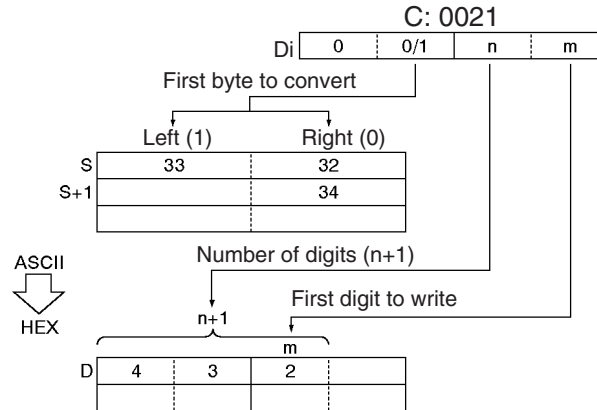 C: 0021
Di 0 0/1 n m
First byte to convert
Left (1) Right (0)
S 33 32
S+1 34
Number of digits (n+1)
ASCII
First digit to write
HEX
n+1
m
D 4 3 2